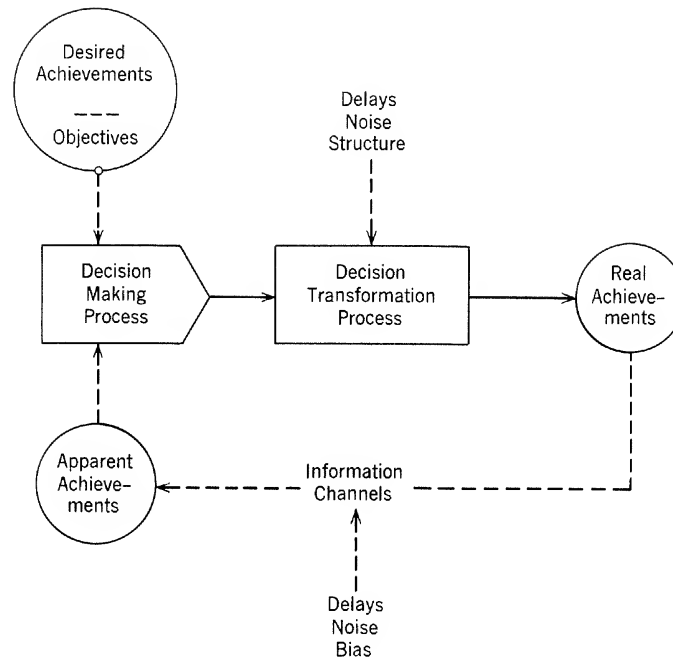 Desired
Achievements
Objectives
Delays
Noise
Structure
Decision
Making
Process
Decision
Transformation
Process
Real
Achieve–
ments
Apparent
Achieve–
ments
Information
Channels
Delays
Noise
Bias